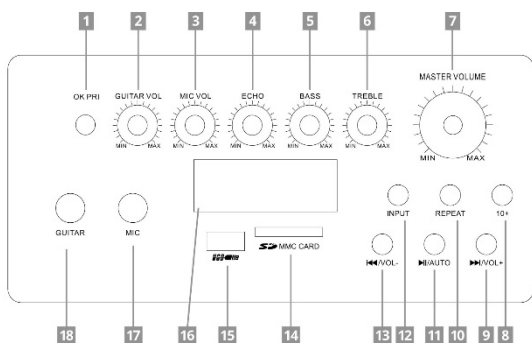 1 2 3 4 5 6 7
MASTER VOLUME
OK PRI GUITAR VOL MIC VOL ECHO BASS TREBLE
MIN MAX MIN MAX MIN MAX MIN MAX MIN MAX
MIN MAX
INPUT REPEAT 10+
GUITAR MIC
SD MMC CARD
⏮/VOL- ⏯/AUTO ⏭/VOL+
18 17 16 15 14 13 12 11 10 9 8